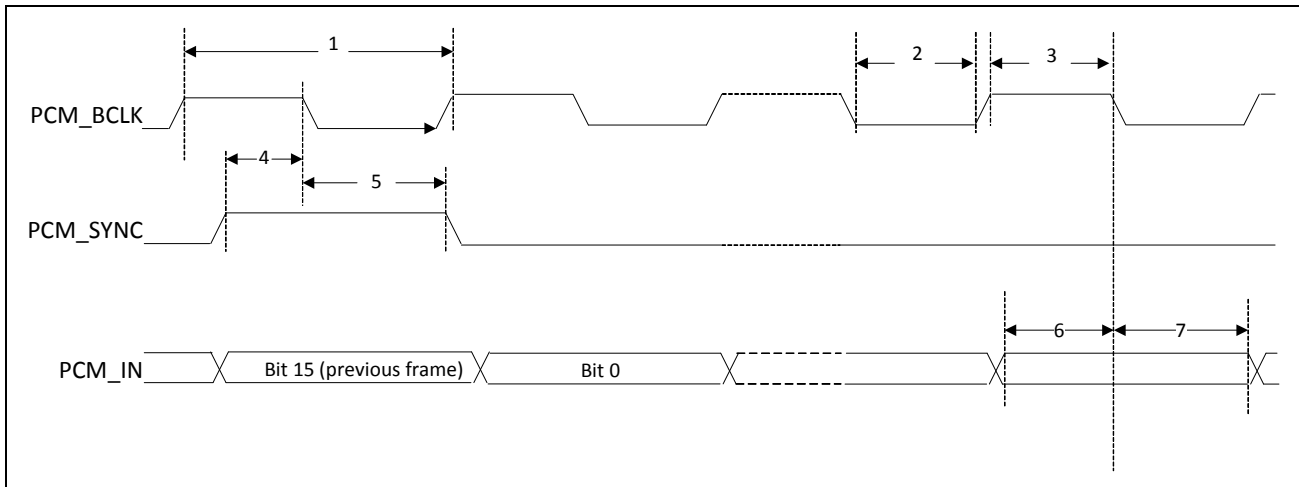 1
2
3
PCM_BCLK
4
5
PCM_SYNC
6
7
PCM_IN
Bit 15 (previous frame)
Bit 0